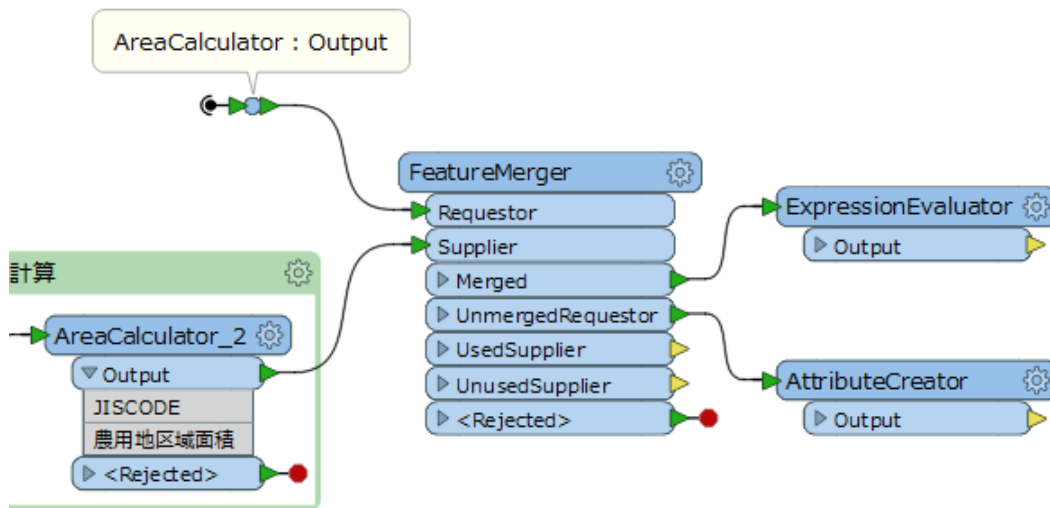 AreaCalculator : Output
FeatureMerger
Requestor
Supplier
Merged
UnmergedRequestor
UsedSupplier
UnusedSupplier
<Rejected>
ExpressionEvaluator
Output
AttributeCreator
Output
計算
AreaCalculator_2
Output
JISCODE
農用地区域面積
<Rejected>